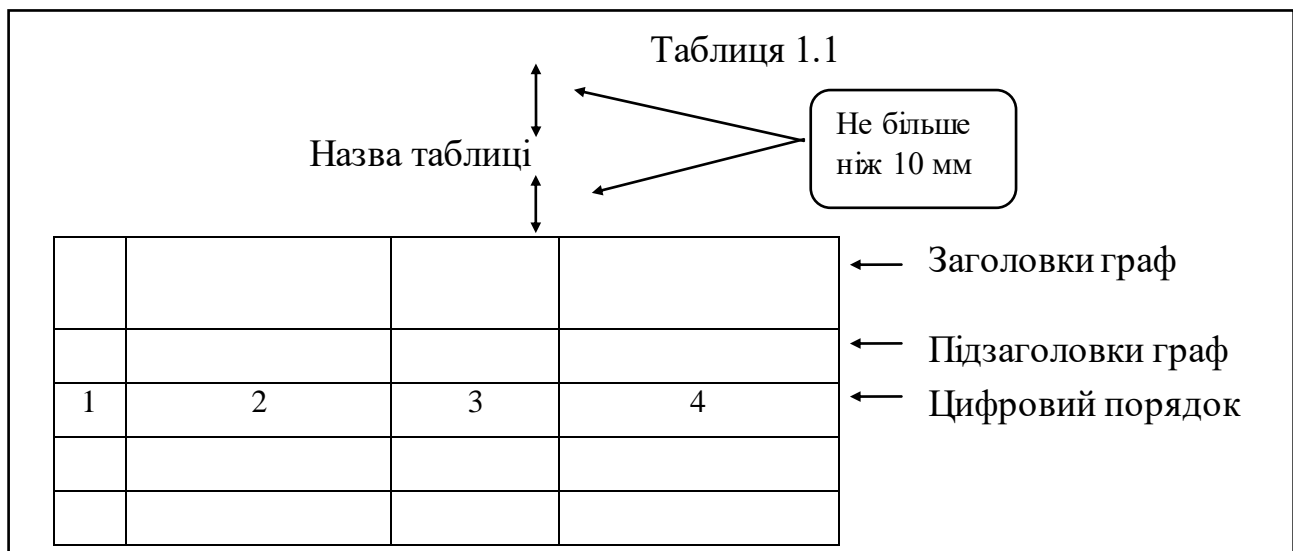 Таблиця 1.1
Не більше
ніж 10 мм
Назва таблиці
Заголовки граф
Підзаголовки граф
1 2 3 4 Цифровий порядок